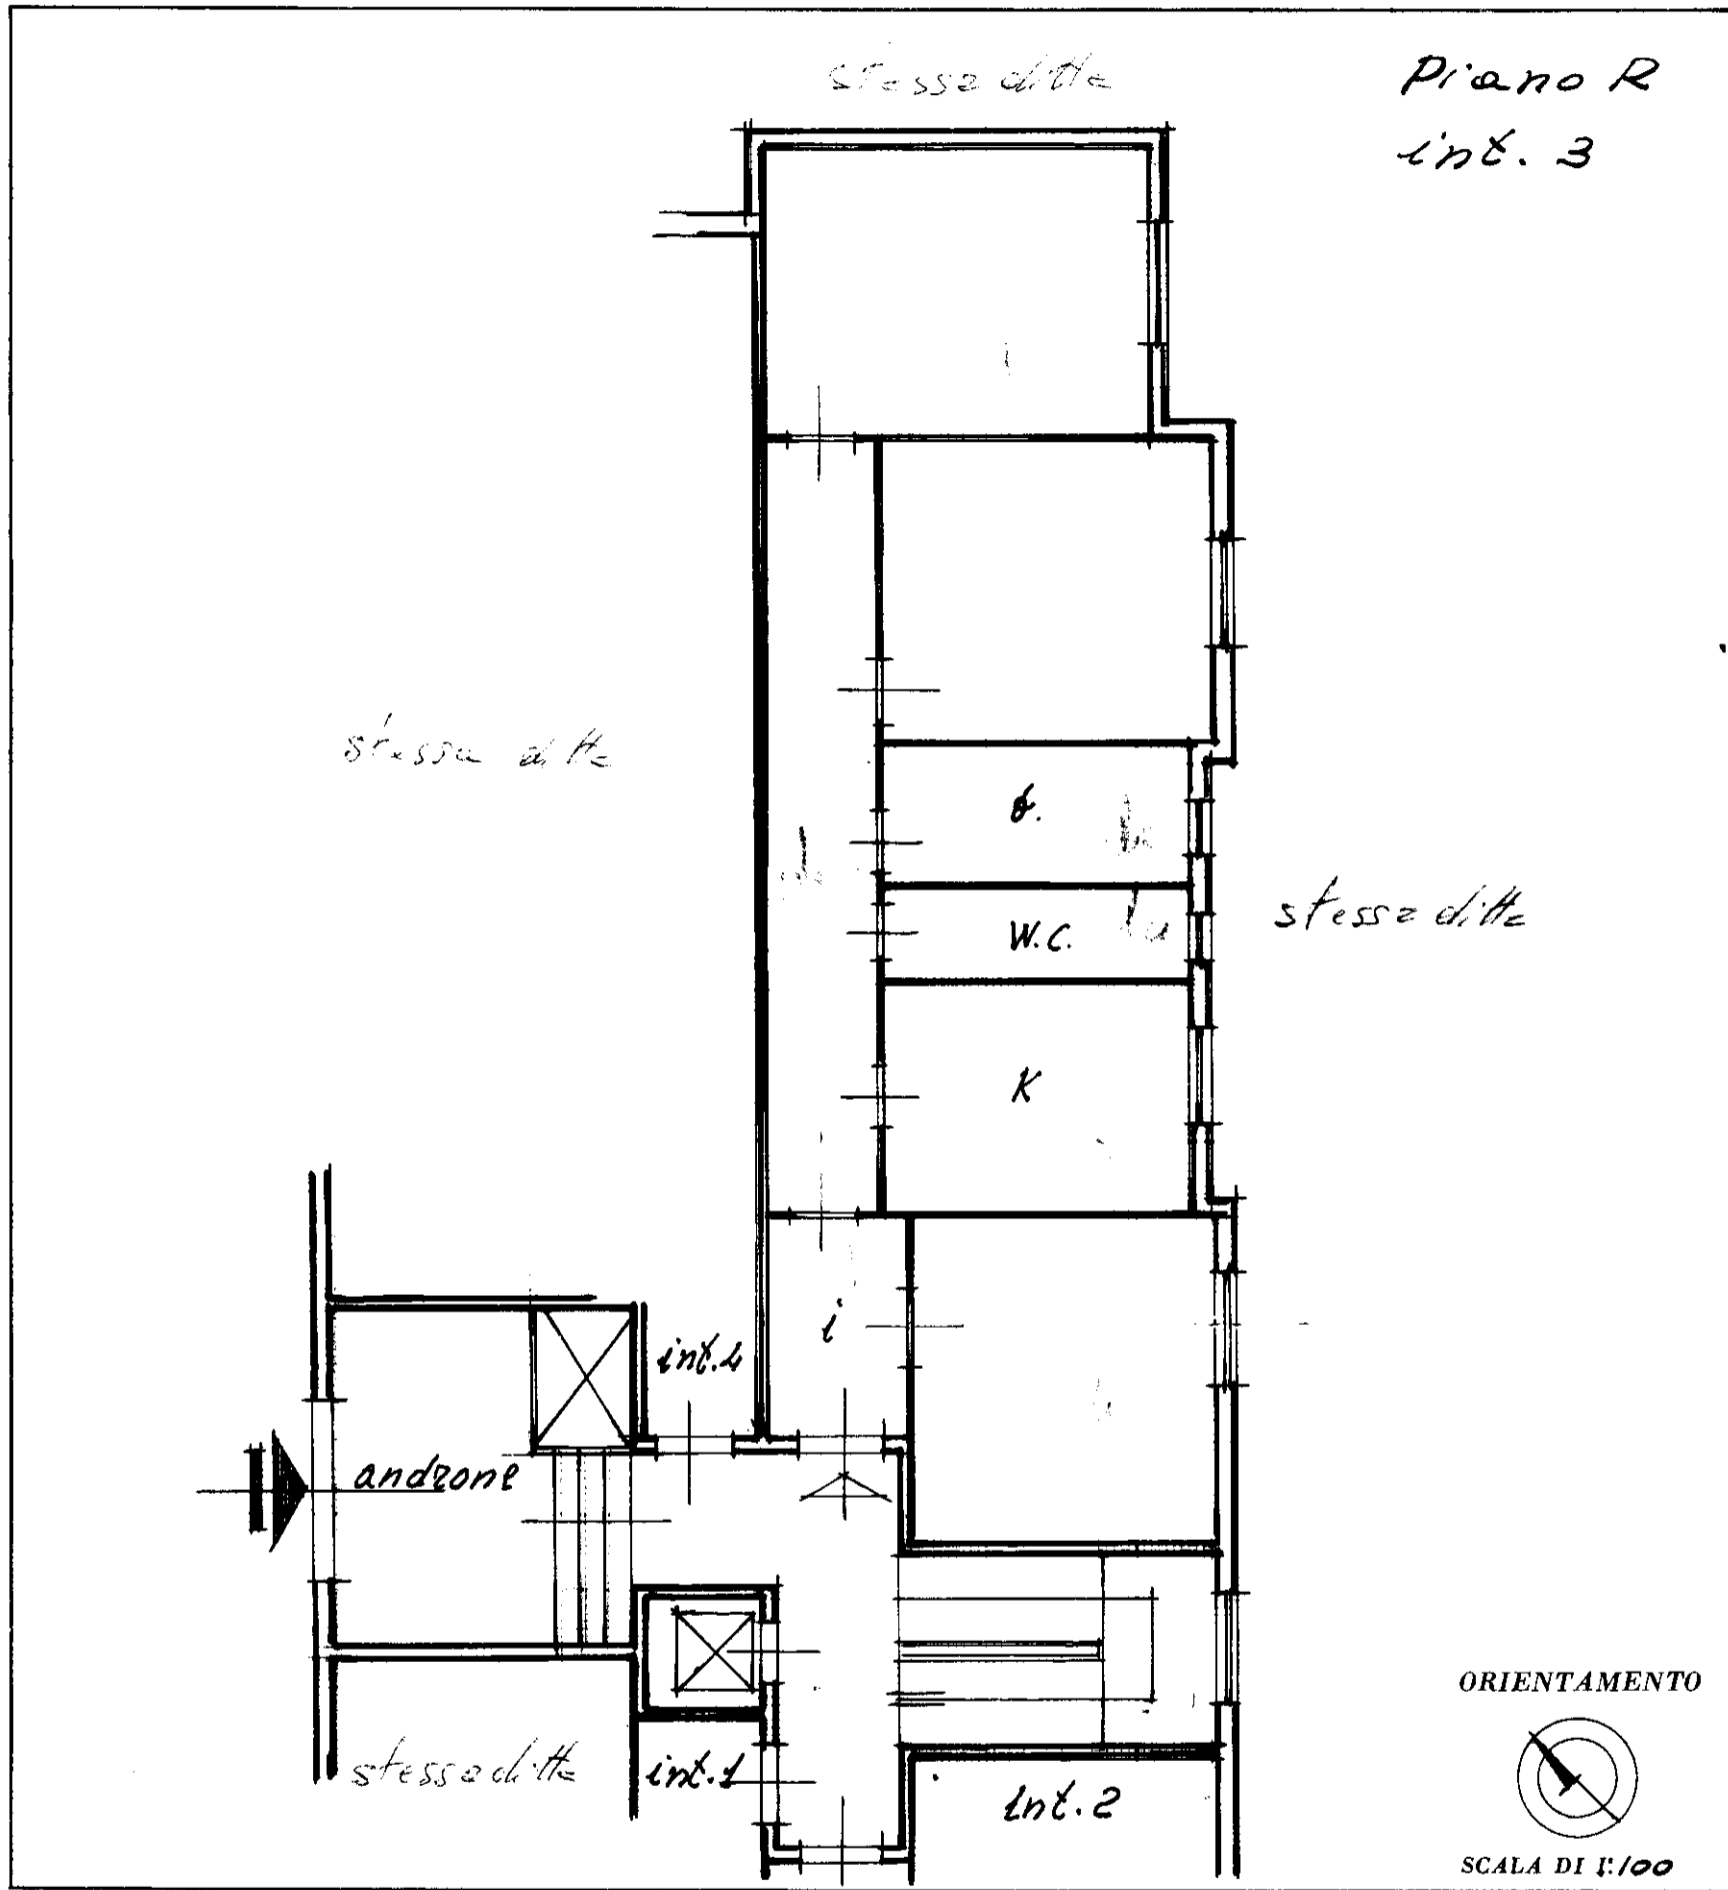 stessa ditta
Piano R
int. 3
stessa ditta
d
b.
W.C.
stessa ditta
K
i
int.4
androne
ORIENTAMENTO
stessa ditta
int.1
int.2
SCALA DI 1:100